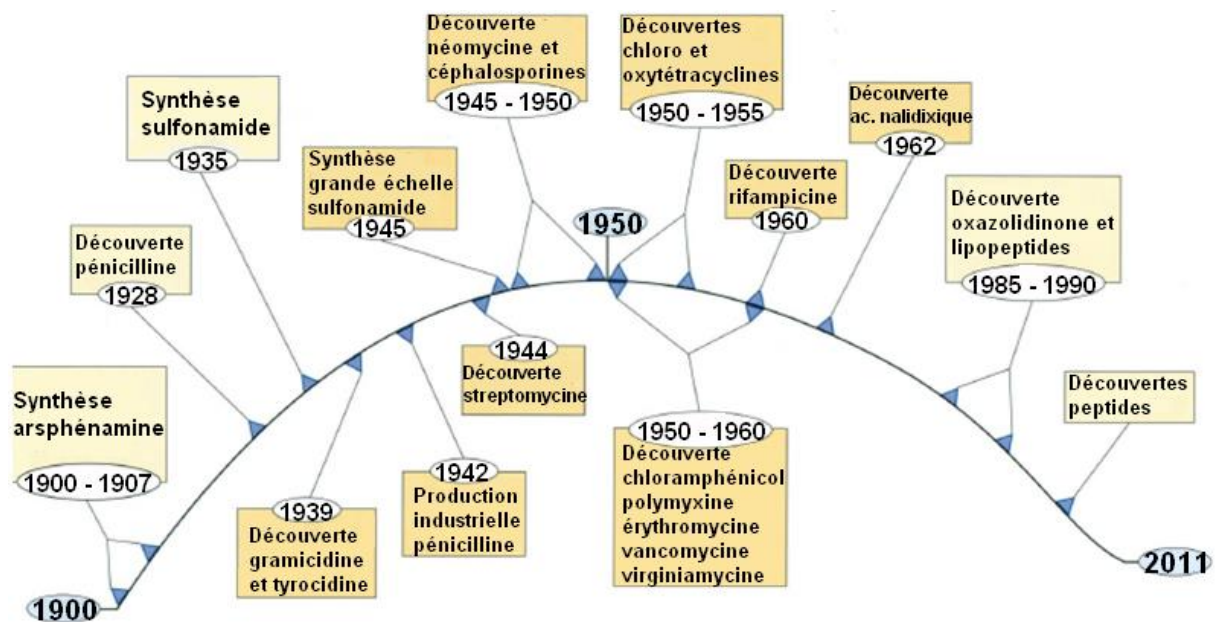 Découverte
néomycine et
céphalosporines
1945 - 1950
Découvertes
chloro et
oxytétracyclines
1950 - 1955
Synthèse
sulfonamide
1935
Découverte
ac. nalidixique
1962
Synthèse
grande échelle
sulfonamide
1945
1950
Découverte
rifampicine
1960
Découverte
oxazolidinone et
lipopeptides
1985 - 1990
Découverte
pénicilline
1928
1944
Découverte
streptomycine
Découvertes
peptides
Synthèse
arsphénamine
1900 - 1907
1939
Découverte
gramicidine
et tyrocidine
1942
Production
industrielle
pénicilline
1950 - 1960
Découverte
chloramphénicol
polymyxine
érythromycine
vancomycine
virginiamycine
1900
2011